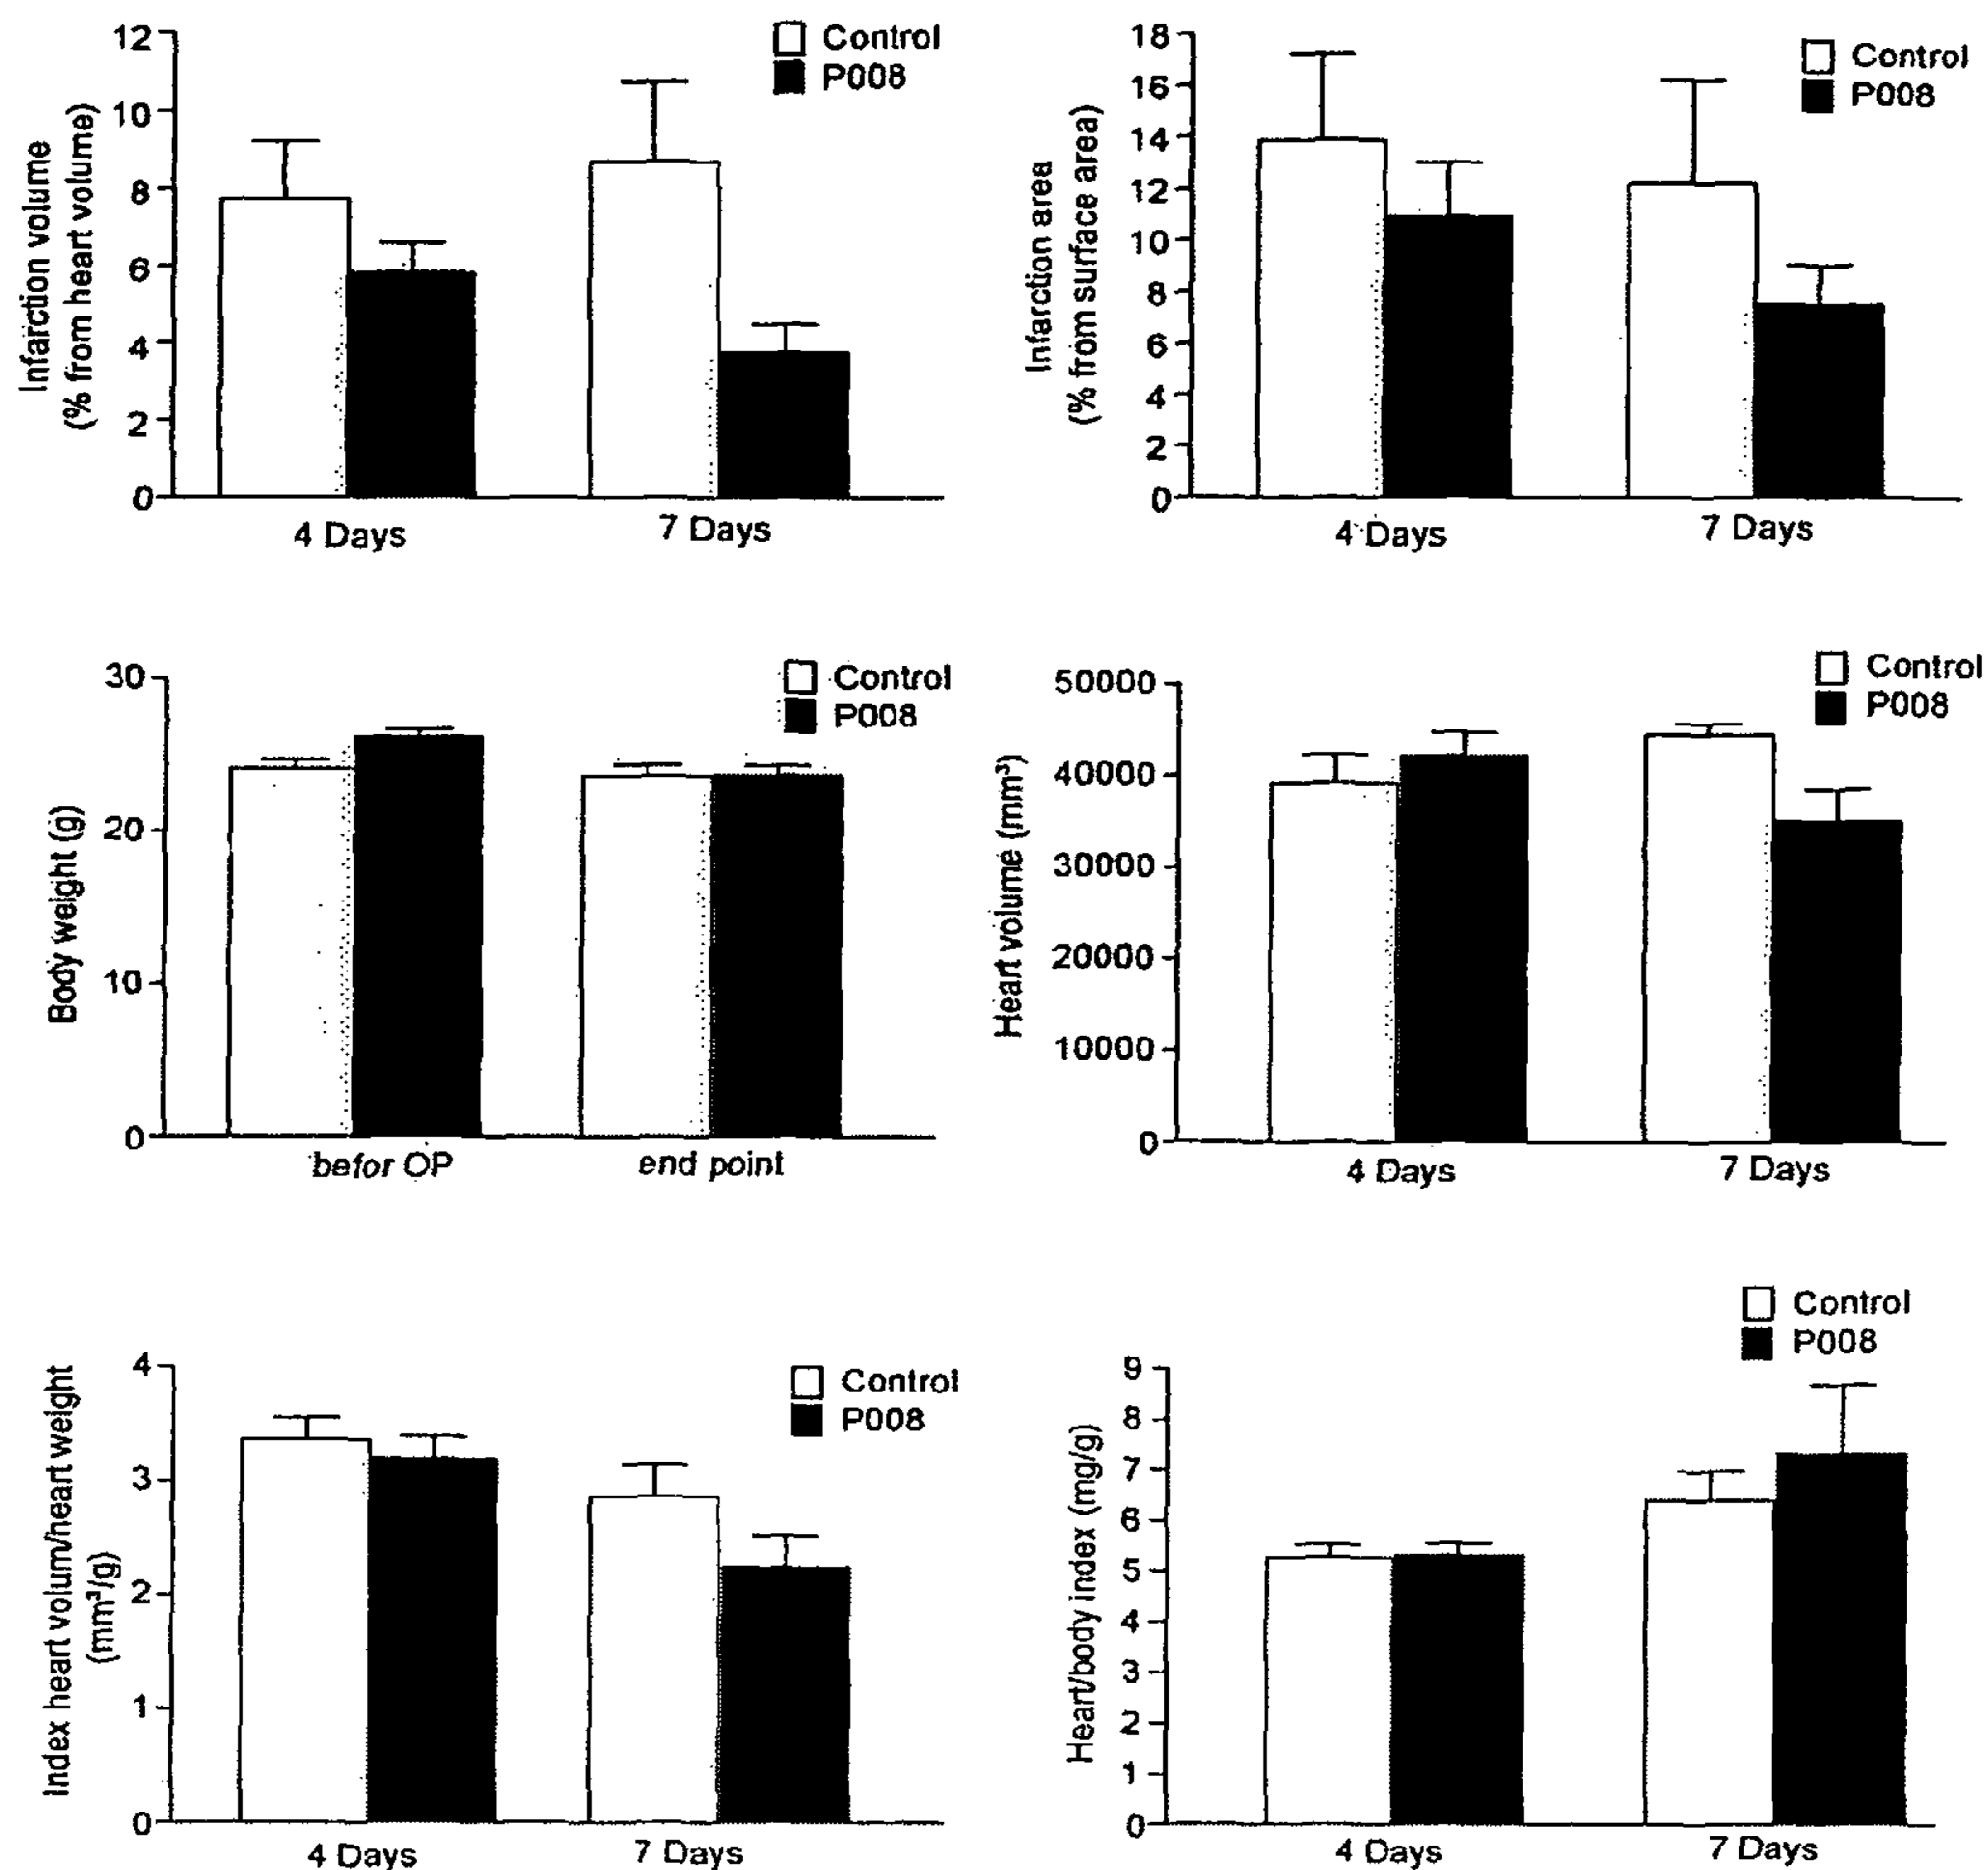 Infarction volume
(% from heart volume)
12
10
8
6
4
2
0
Control
P008
4 Days
7 Days
Infarction area
(% from surface area)
18
16
14
12
10
8
6
4
2
0
Control
P008
4 Days
7 Days
Body weight (g)
30
20
10
0
Control
P008
befor OP
end point
Heart volume (mm³)
50000
40000
30000
20000
10000
0
Control
P008
4 Days
7 Days
Index heart volum/heart weight
(mm³/g)
4
3
2
1
0
Control
P008
4 Days
7 Days
Heart/body index (mg/g)
9
8
7
6
5
4
3
2
1
0
Control
P008
4 Days
7 Days